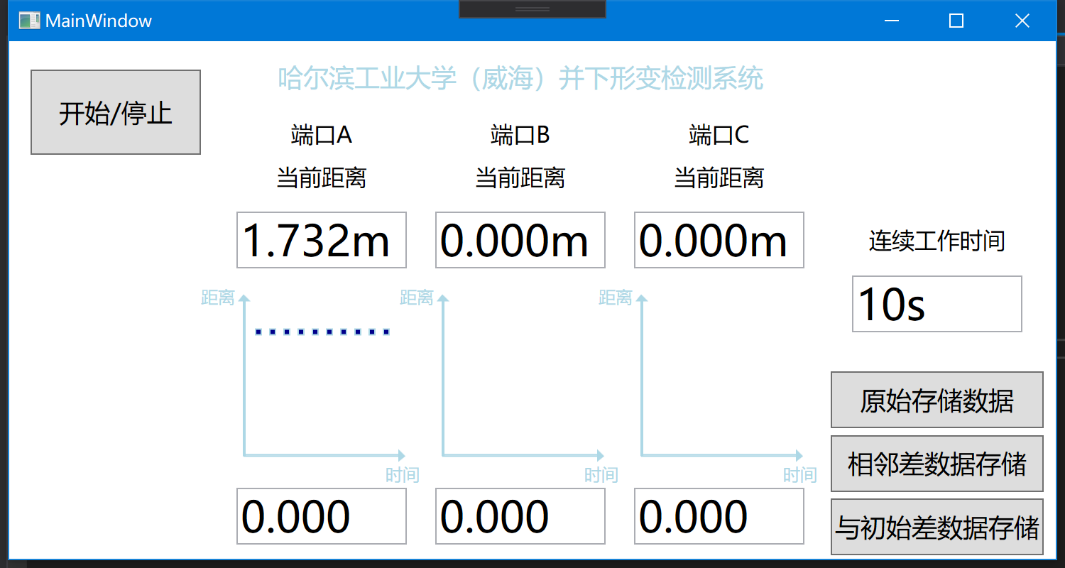 MainWindow
哈尔滨工业大学（威海）井下形变检测系统
开始/停止
端口A
端口B
端口C
当前距离
当前距离
当前距离
1.732m
0.000m
0.000m
连续工作时间
10s
距离
距离
距离
时间
时间
时间
原始存储数据
相邻差数据存储
与初始差数据存储
0.000
0.000
0.000